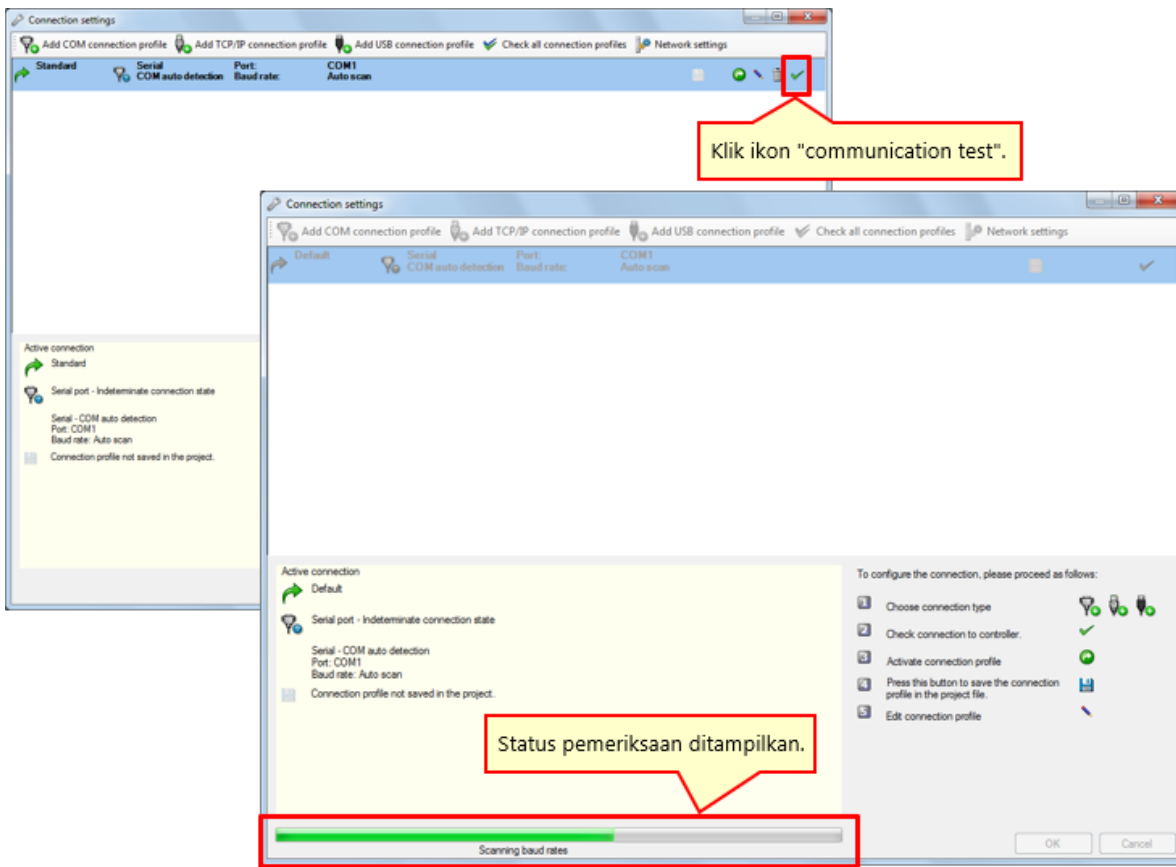 Connection settings
Add COM connection profile Add TCP/IP connection profile Add USB connection profile Check all connection profiles Network settings
Standard Serial Port: COM1
COM auto detection Baud rate: Auto scan
Klik ikon "communication test".
Active connection
Standard
Serial port - Indeterminate connection state
Serial - COM auto detection
Port: COM1
Baud rate: Auto scan
Connection profile not saved in the project.
Connection settings
Add COM connection profile Add TCP/IP connection profile Add USB connection profile Check all connection profiles Network settings
Default Serial Port: COM1
COM auto detection Baud rate: Auto scan
Active connection
Default
Serial port - Indeterminate connection state
Serial - COM auto detection
Port: COM1
Baud rate: Auto scan
Connection profile not saved in the project.
To configure the connection, please proceed as follows:
1 Choose connection type
2 Check connection to controller.
3 Activate connection profile
4 Press this button to save the connection
profile in the project file.
5 Edit connection profile
Status pemeriksaan ditampilkan.
Scanning baud rates
OK Cancel